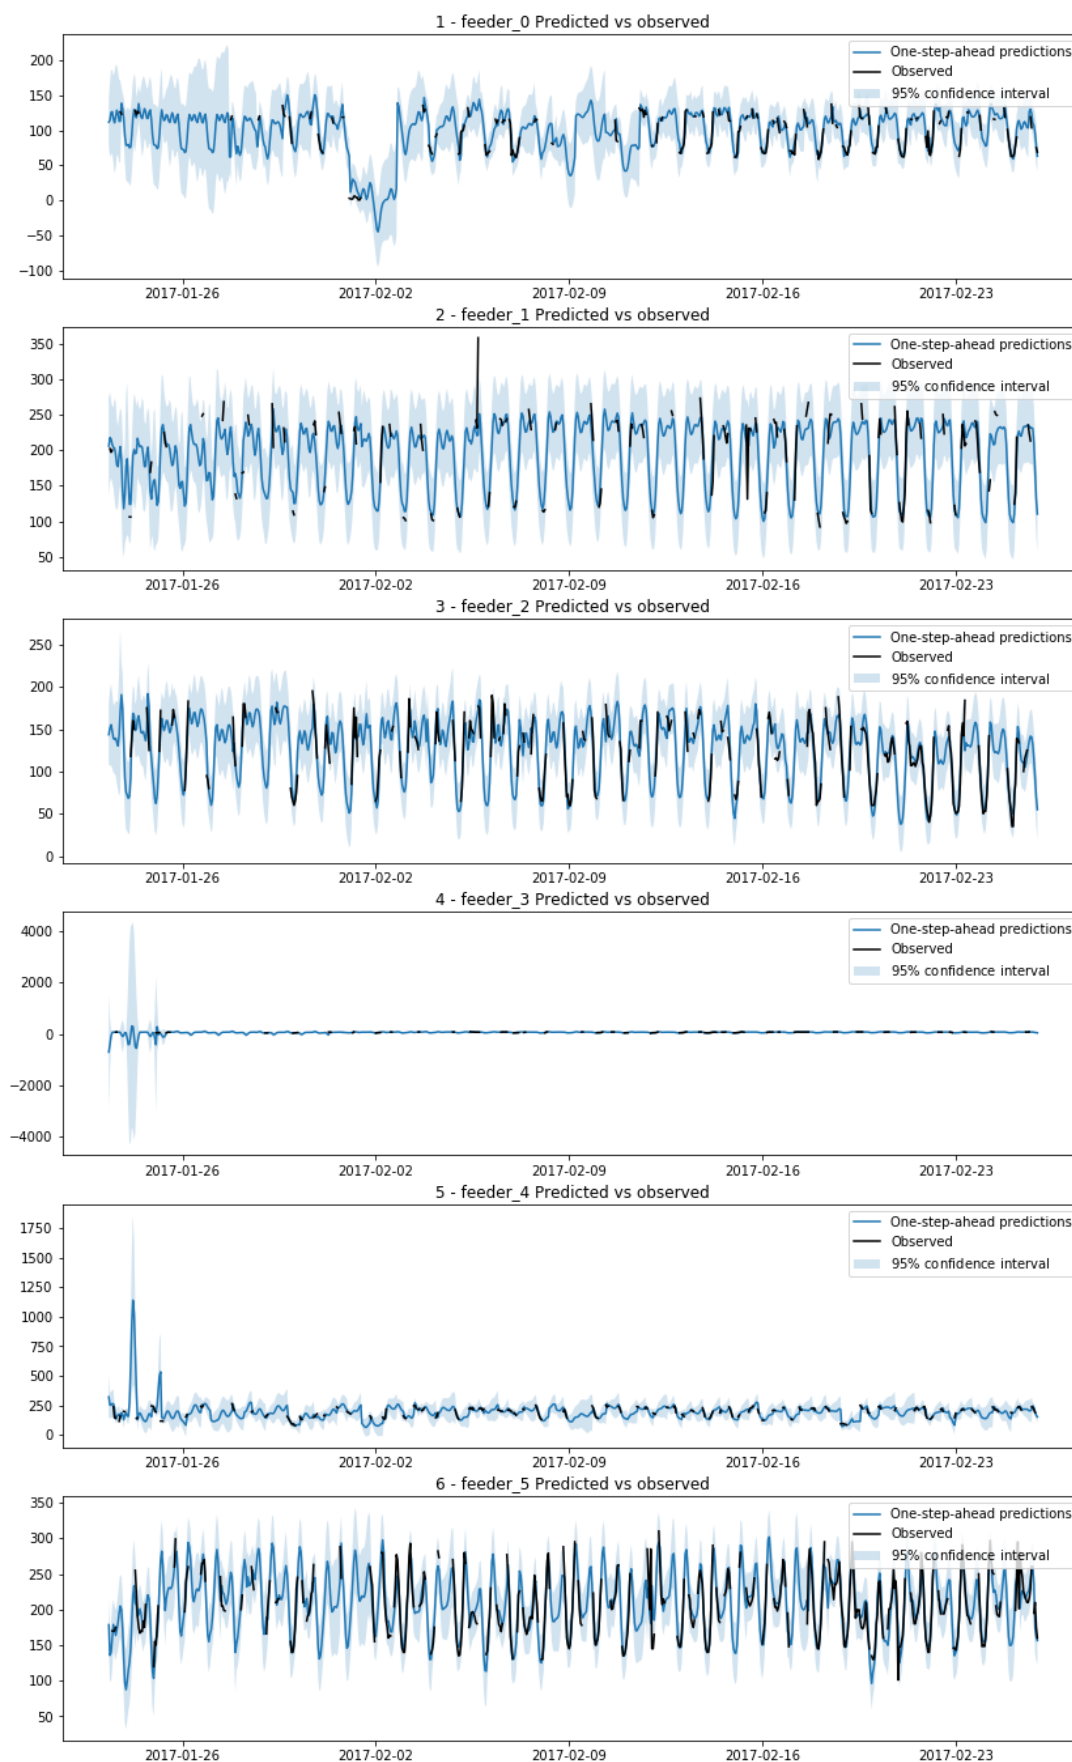 1 - feeder_0 Predicted vs observed
200
150
100
50
0
−50
−100
One-step-ahead predictions
Observed
95% confidence interval
2017-01-26 2017-02-02 2017-02-09 2017-02-16 2017-02-23
2 - feeder_1 Predicted vs observed
350
300
250
200
150
100
50
One-step-ahead predictions
Observed
95% confidence interval
2017-01-26 2017-02-02 2017-02-09 2017-02-16 2017-02-23
3 - feeder_2 Predicted vs observed
250
200
150
100
50
0
One-step-ahead predictions
Observed
95% confidence interval
2017-01-26 2017-02-02 2017-02-09 2017-02-16 2017-02-23
4 - feeder_3 Predicted vs observed
4000
2000
0
−2000
−4000
One-step-ahead predictions
Observed
95% confidence interval
2017-01-26 2017-02-02 2017-02-09 2017-02-16 2017-02-23
5 - feeder_4 Predicted vs observed
1750
1500
1250
1000
750
500
250
0
One-step-ahead predictions
Observed
95% confidence interval
2017-01-26 2017-02-02 2017-02-09 2017-02-16 2017-02-23
6 - feeder_5 Predicted vs observed
350
300
250
200
150
100
50
One-step-ahead predictions
Observed
95% confidence interval
2017-01-26 2017-02-02 2017-02-09 2017-02-16 2017-02-23